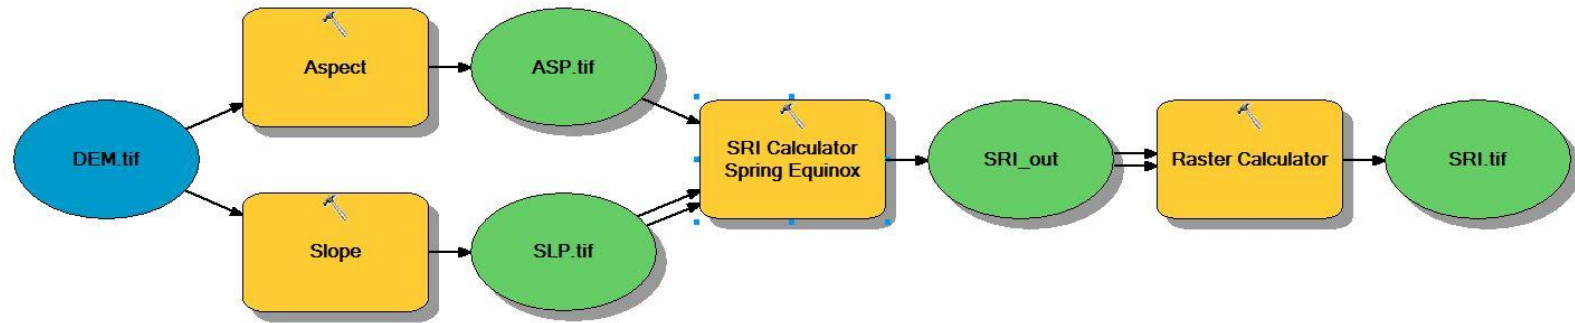 DEM.tif
Aspect
ASP.tif
Slope
SLP.tif
SRI Calculator
Spring Equinox
SRI_out
Raster Calculator
SRI.tif